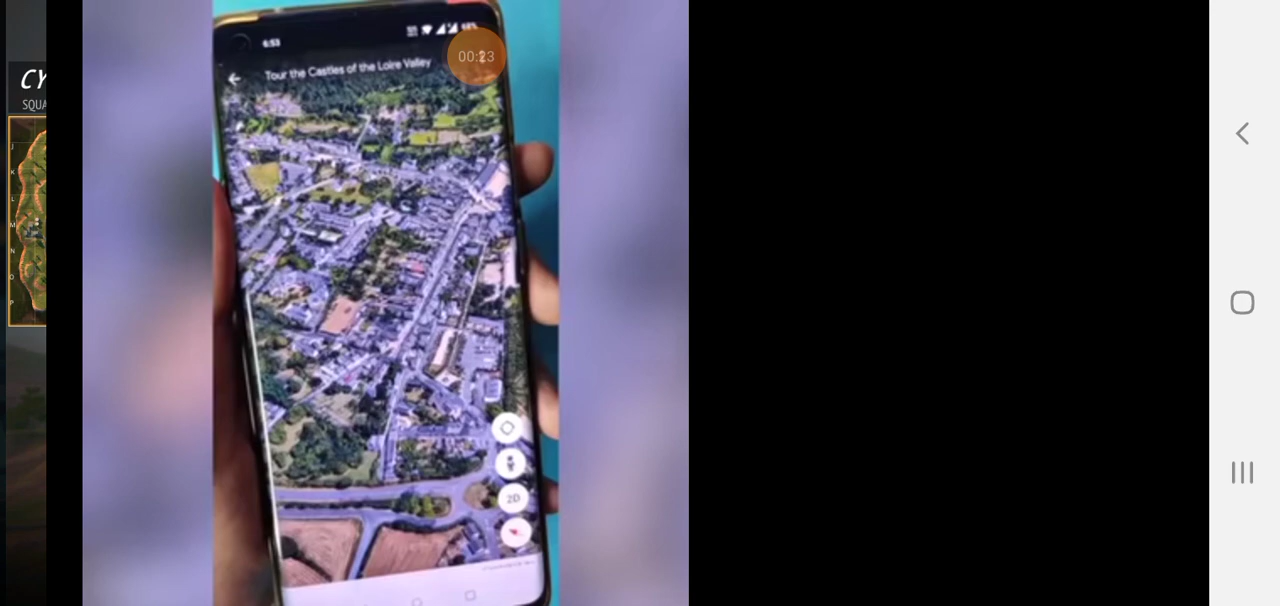 CY
SQUA
J
K
L
M
N
O
P
6:53
00:23
Tour the Castles of the Loire Valley
2D